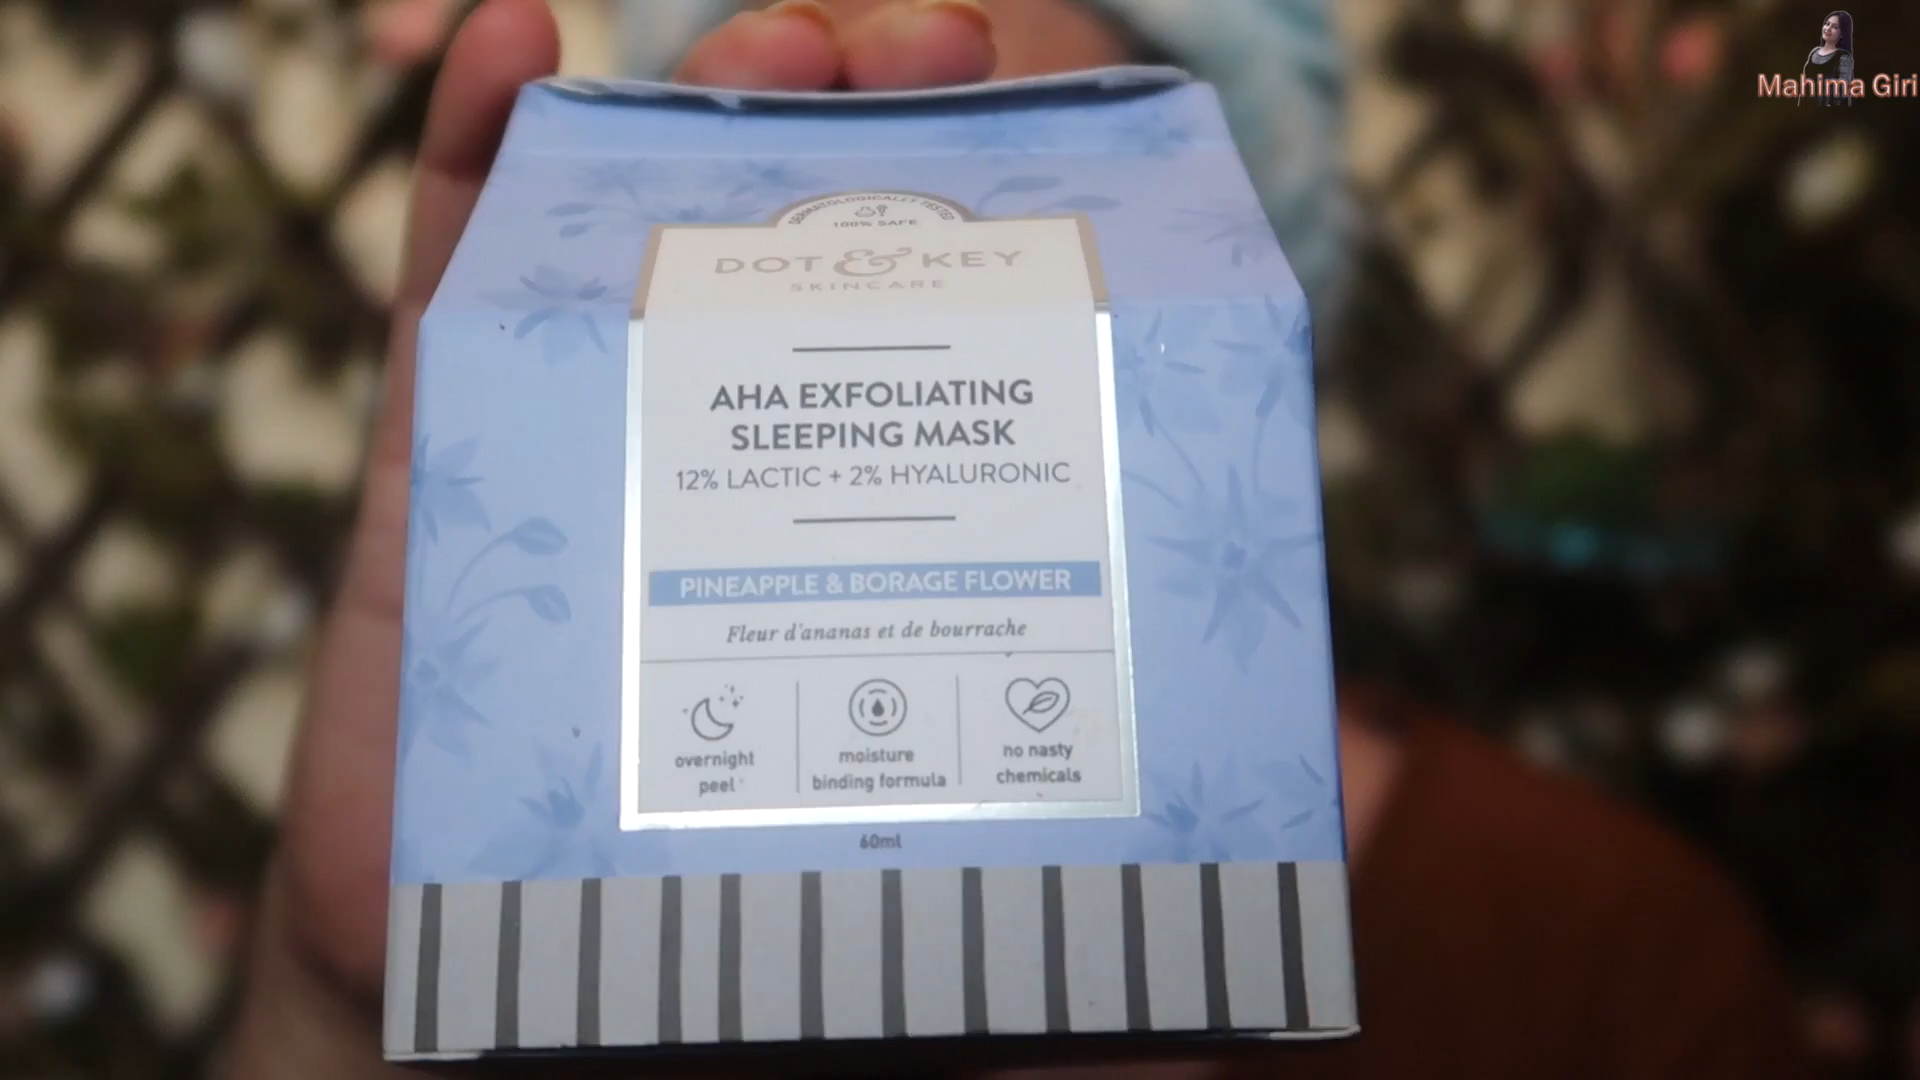 Mahima Giri
DERMATOLOGICALLY TESTED
100% SAFE
DOT & KEY
SKINCARE
AHA EXFOLIATING
SLEEPING MASK
12% LACTIC + 2% HYALURONIC
PINEAPPLE & BORAGE FLOWER
Fleur d'ananas et de bourrache
overnight
peel
moisture
binding formula
no nasty
chemicals
60ml